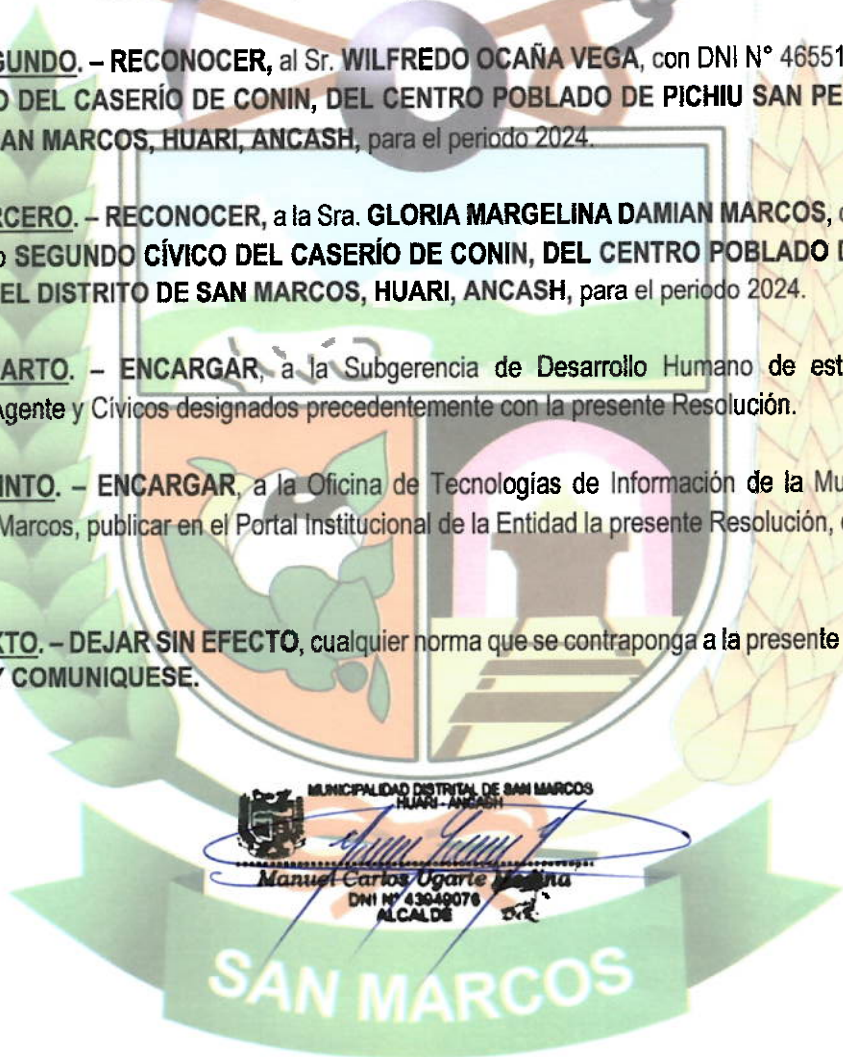 GUNDO. – RECONOCER, al Sr. WILFREDO OCAÑA VEGA, con DNI N° 46551
O DEL CASERÍO DE CONIN, DEL CENTRO POBLADO DE PICHIU SAN PE
AN MARCOS, HUARI, ANCASH, para el periodo 2024.
RCERO. – RECONOCER, a la Sra. GLORIA MARGELINA DAMIAN MARCOS,
o SEGUNDO CÍVICO DEL CASERÍO DE CONIN, DEL CENTRO POBLADO D
EL DISTRITO DE SAN MARCOS, HUARI, ANCASH, para el periodo 2024.
ARTO. – ENCARGAR, a la Subgerencia de Desarrollo Humano de est
Agente y Cívicos designados precedentemente con la presente Resolución.
INTO. – ENCARGAR, a la Oficina de Tecnologías de Información de la Mu
Marcos, publicar en el Portal Institucional de la Entidad la presente Resolución,
XTO. – DEJAR SIN EFECTO, cualquier norma que se contraponga a la presente
Y COMUNIQUESE.
MUNICIPALIDAD DISTRITAL DE SAN MARCOS
HUARI - ANCASH
Manuel Carlos Ugarte Medina
DNI N° 43949076
ALCALDE
SAN MARCOS